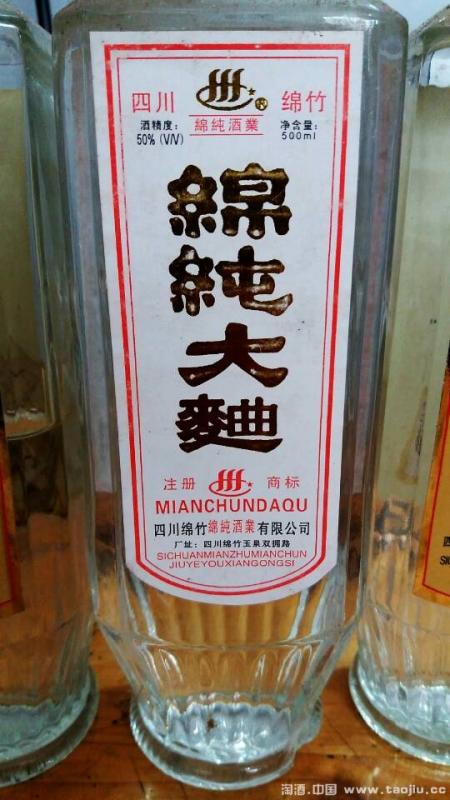 四川 绵竹
酒精度: 净含量:
50% (V/V) 綿純酒業 500ml
綿純大麯
注册 商标
MIANCHUNDAQU
四川绵竹綿純酒業有限公司
厂址: 四川绵竹玉泉双拥路
SICHUANMIANZHUMIANCHUN
JIUYEYOUXIANGONGSI
淘酒.中国 www.taojiu.cc